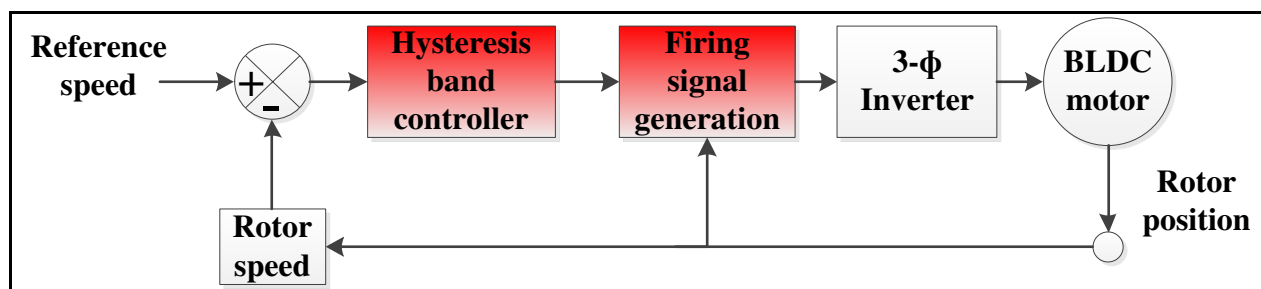 Reference
speed
+
-
Hysteresis
band
controller
Firing
signal
generation
3-ϕ
Inverter
BLDC
motor
Rotor
position
Rotor
speed